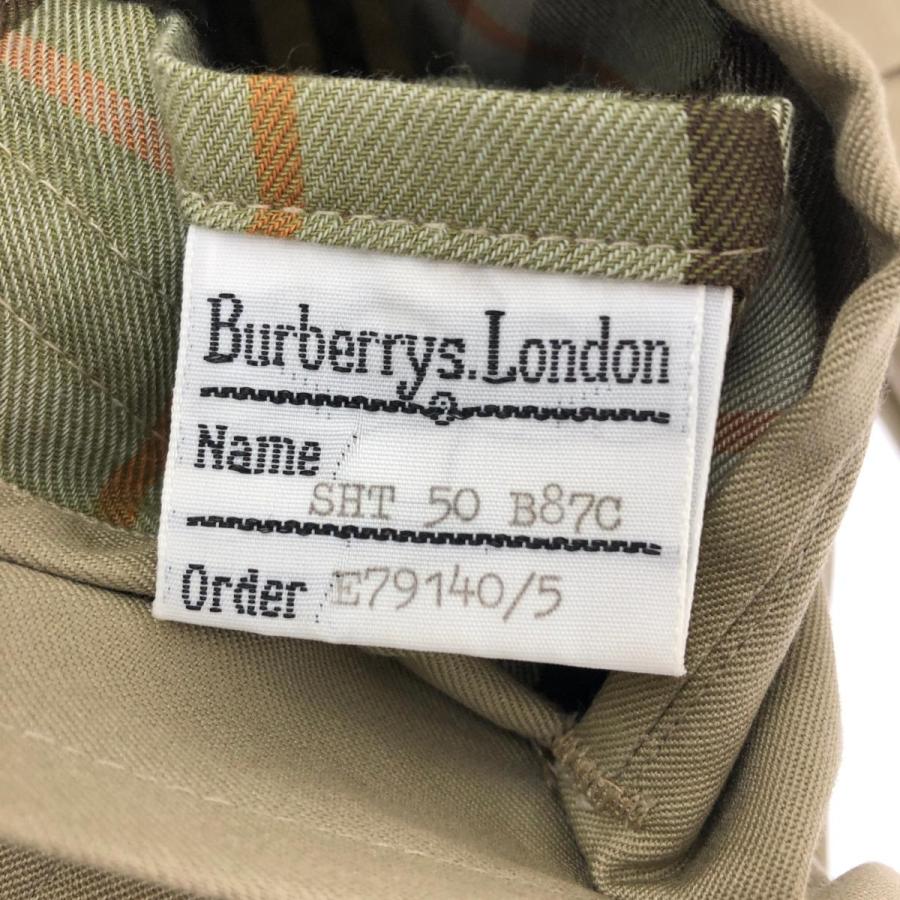 Burberrys.London
Name
SHT 50 B87C
Order E79140/5